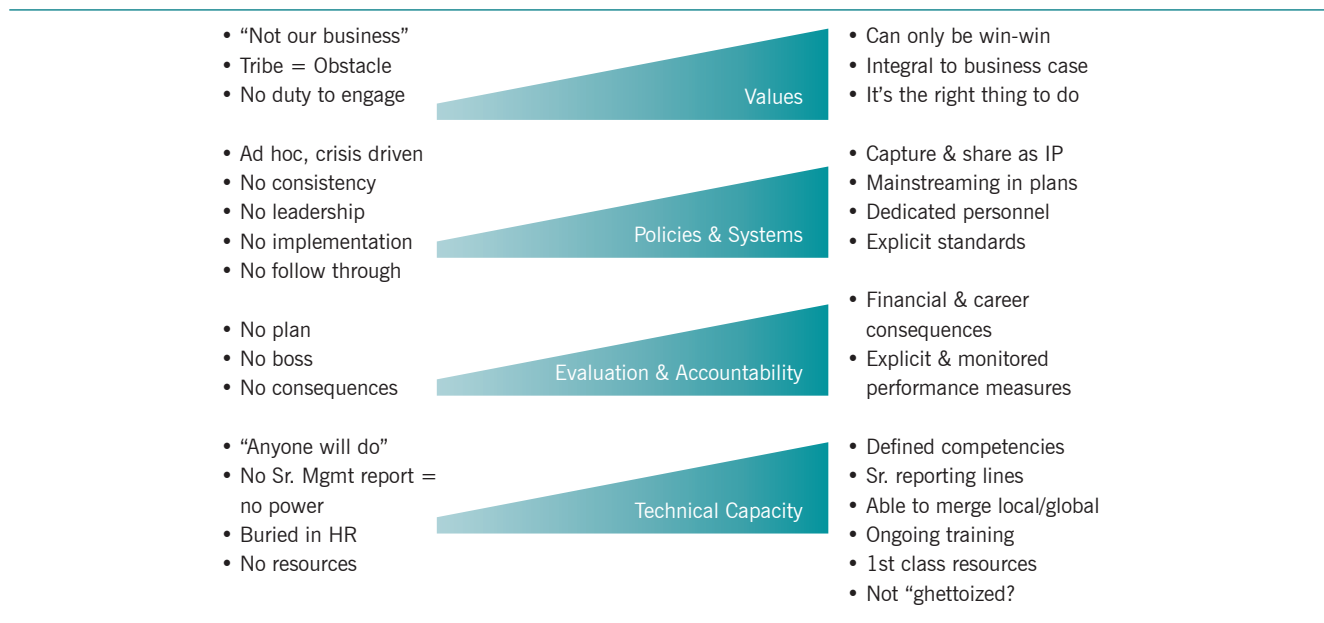 • “Not our business”
• Tribe = Obstacle
• No duty to engage
Values
• Can only be win-win
• Integral to business case
• It’s the right thing to do
• Ad hoc, crisis driven
• No consistency
• No leadership
• No implementation
• No follow through
Policies & Systems
• Capture & share as IP
• Mainstreaming in plans
• Dedicated personnel
• Explicit standards
• No plan
• No boss
• No consequences
Evaluation & Accountability
• Financial & career
consequences
• Explicit & monitored
performance measures
• “Anyone will do”
• No Sr. Mgmt report =
no power
• Buried in HR
• No resources
Technical Capacity
• Defined competencies
• Sr. reporting lines
• Able to merge local/global
• Ongoing training
• 1st class resources
• Not “ghettoized?